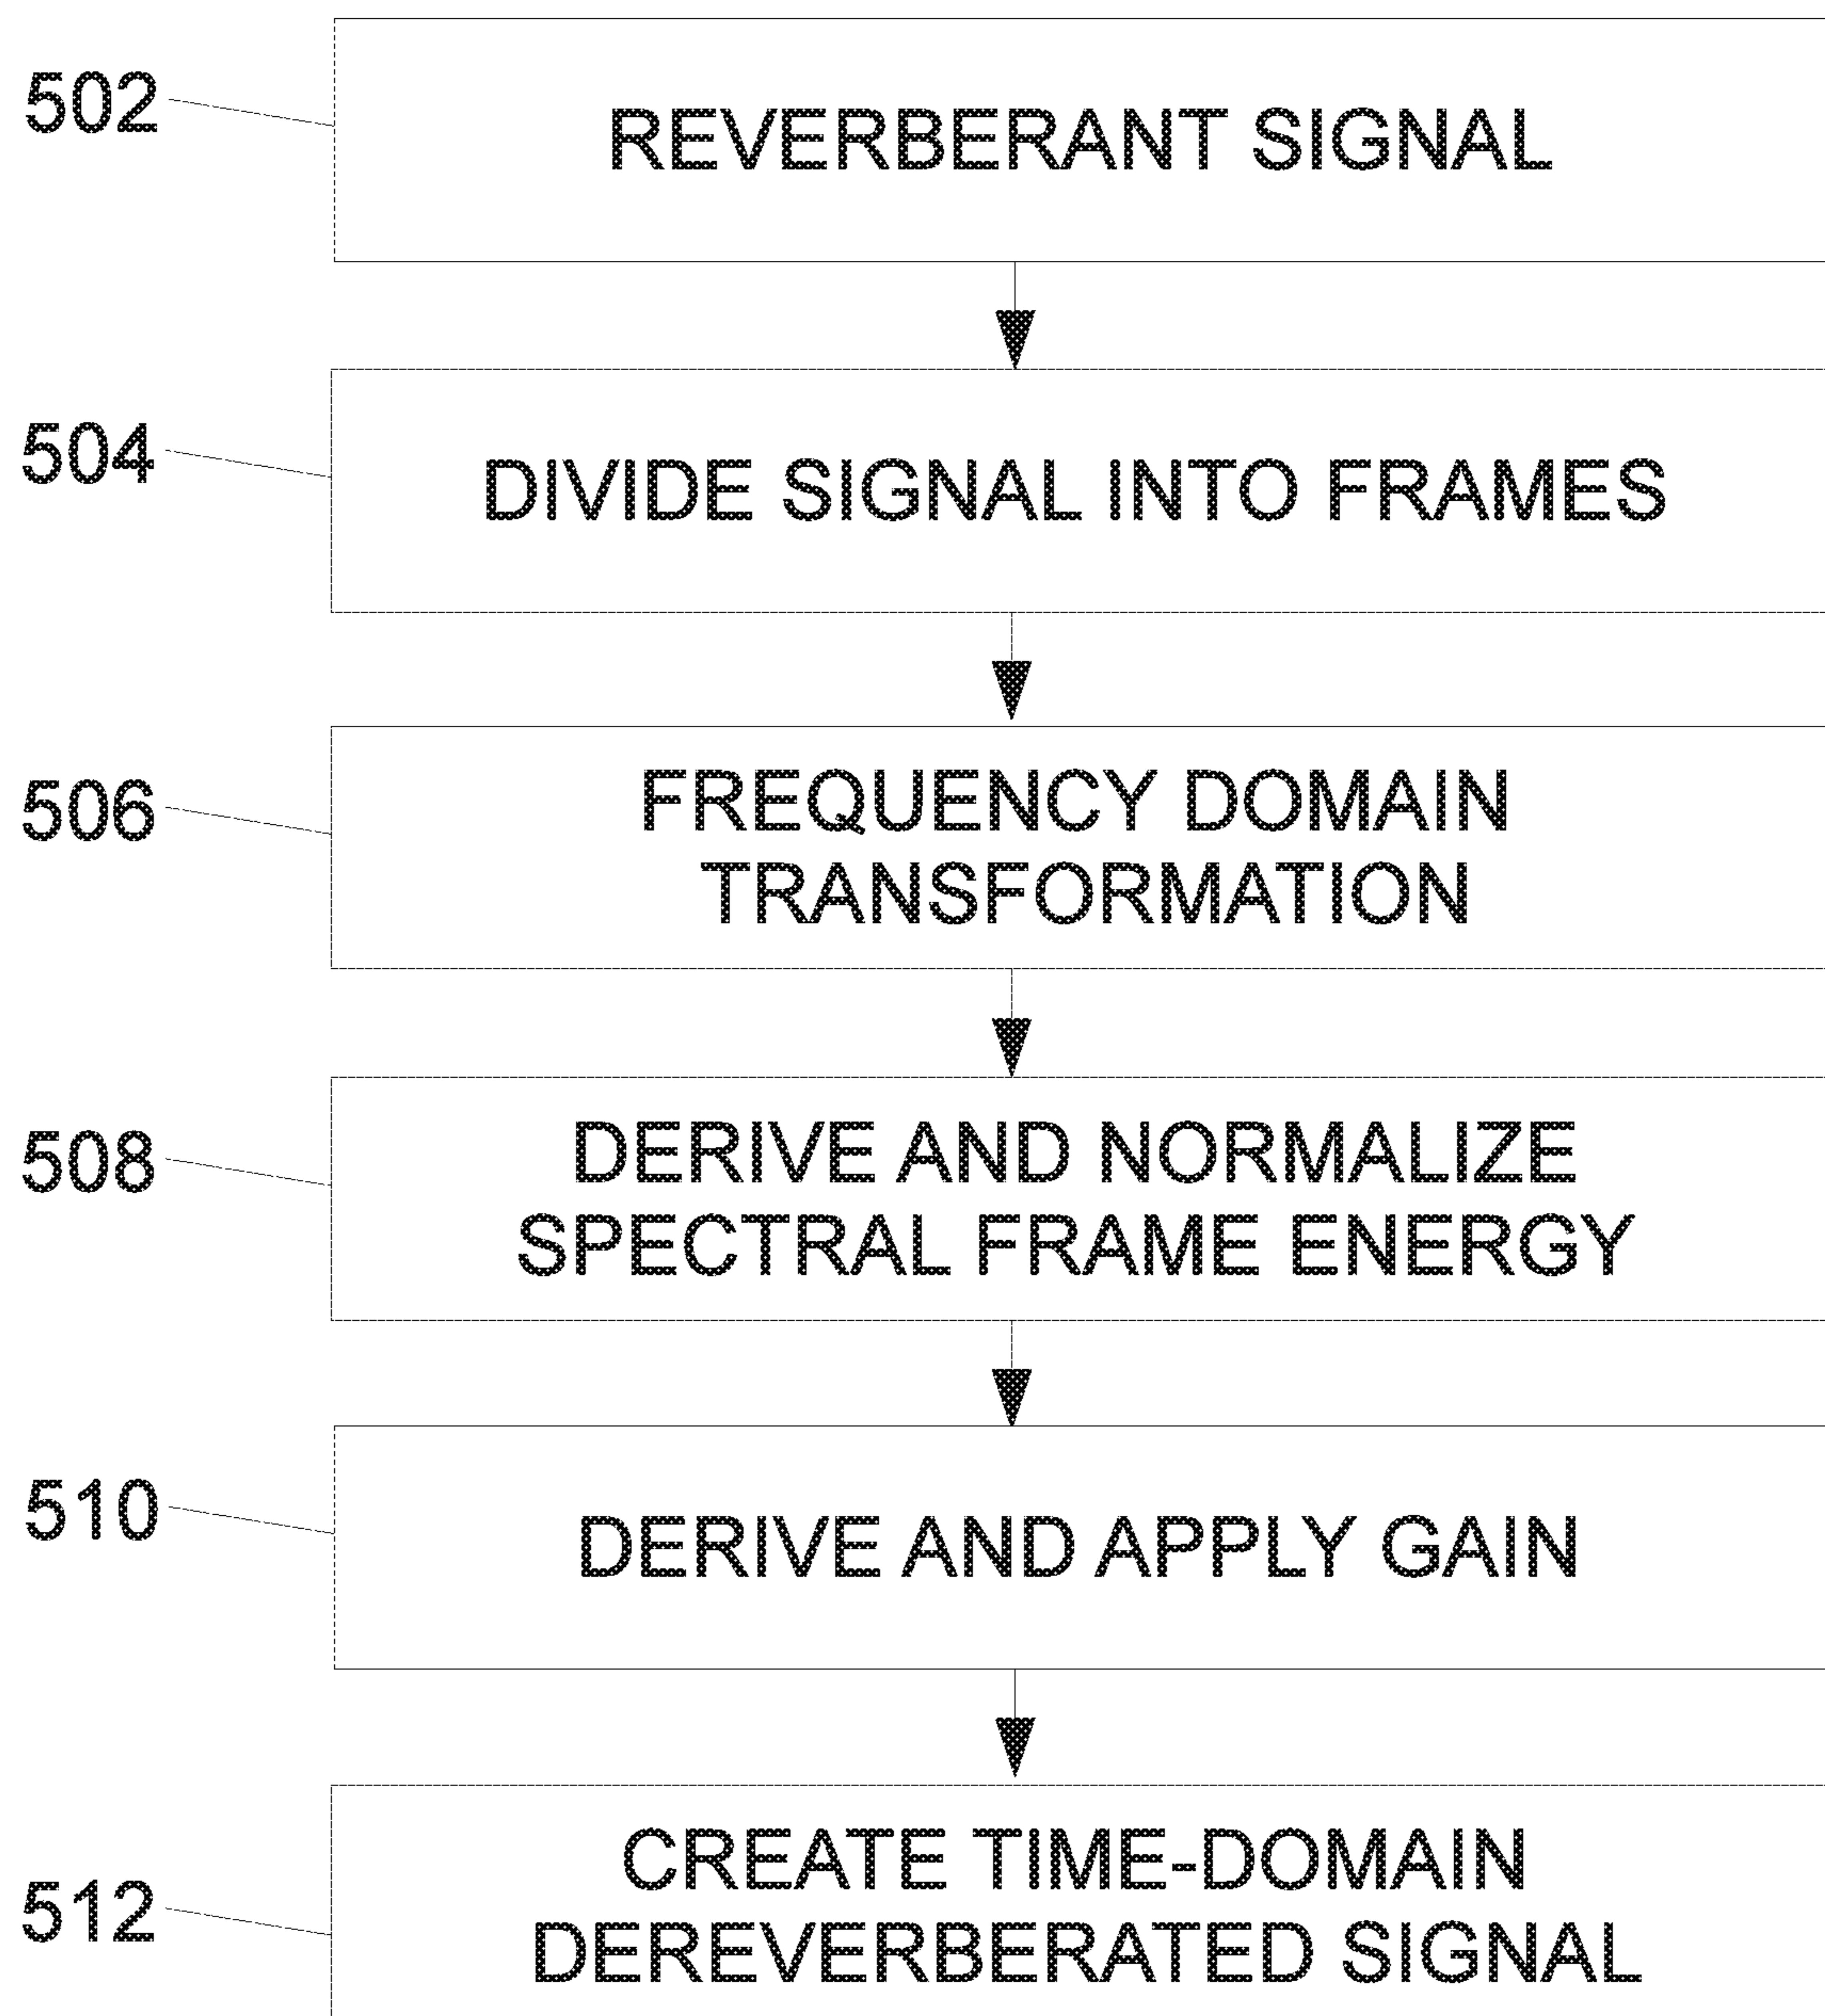 502
REVERBERANT SIGNAL
504
DIVIDE SIGNAL INTO FRAMES
506
FREQUENCY DOMAIN
TRANSFORMATION
508
DERIVE AND NORMALIZE
SPECTRAL FRAME ENERGY
510
DERIVE AND APPLY GAIN
512
CREATE TIME-DOMAIN
DEREVERBERATED SIGNAL